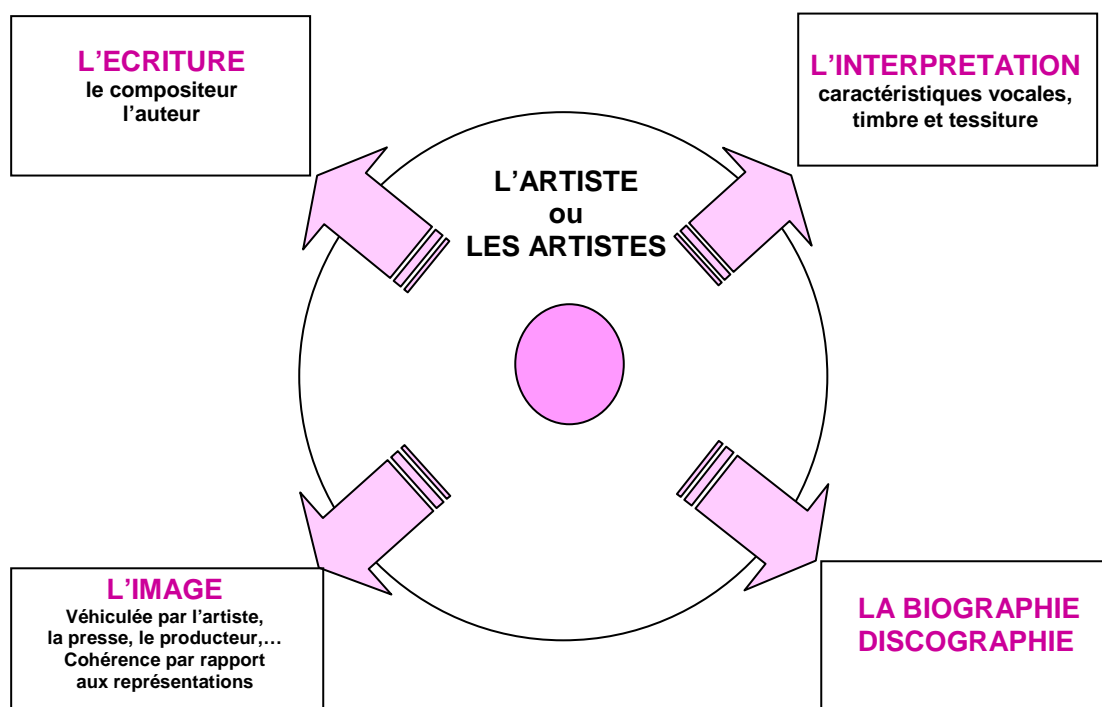 L’ECRITURE
le compositeur
l’auteur
L’INTERPRETATION
caractéristiques vocales,
timbre et tessiture
L’ARTISTE
ou
LES ARTISTES
L’IMAGE
Véhiculée par l’artiste,
la presse, le producteur,…
Cohérence par rapport
aux représentations
LA BIOGRAPHIE
DISCOGRAPHIE